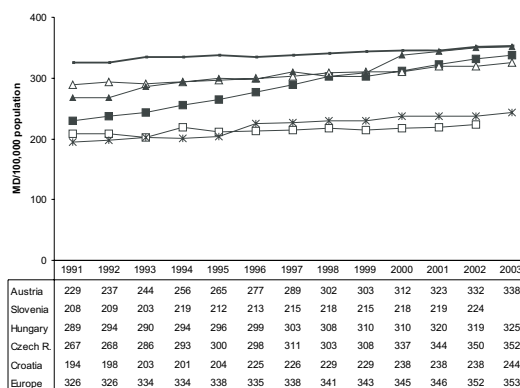 400
300
200
100
0
MD/100,000 population
1991 1992 1993 1994 1995 1996 1997 1998 1999 2000 2001 2002 2003
Austria 229 237 244 256 265 277 289 302 303 312 323 332 338
Slovenia 208 209 203 219 212 213 215 218 215 218 219 224
Hungary 289 294 290 294 296 299 303 308 310 310 320 319 325
Czech R. 267 268 286 293 300 298 311 303 308 337 344 350 352
Croatia 194 198 203 201 204 225 226 229 229 238 238 238 244
Europe 326 326 334 334 338 335 338 341 343 345 346 352 353